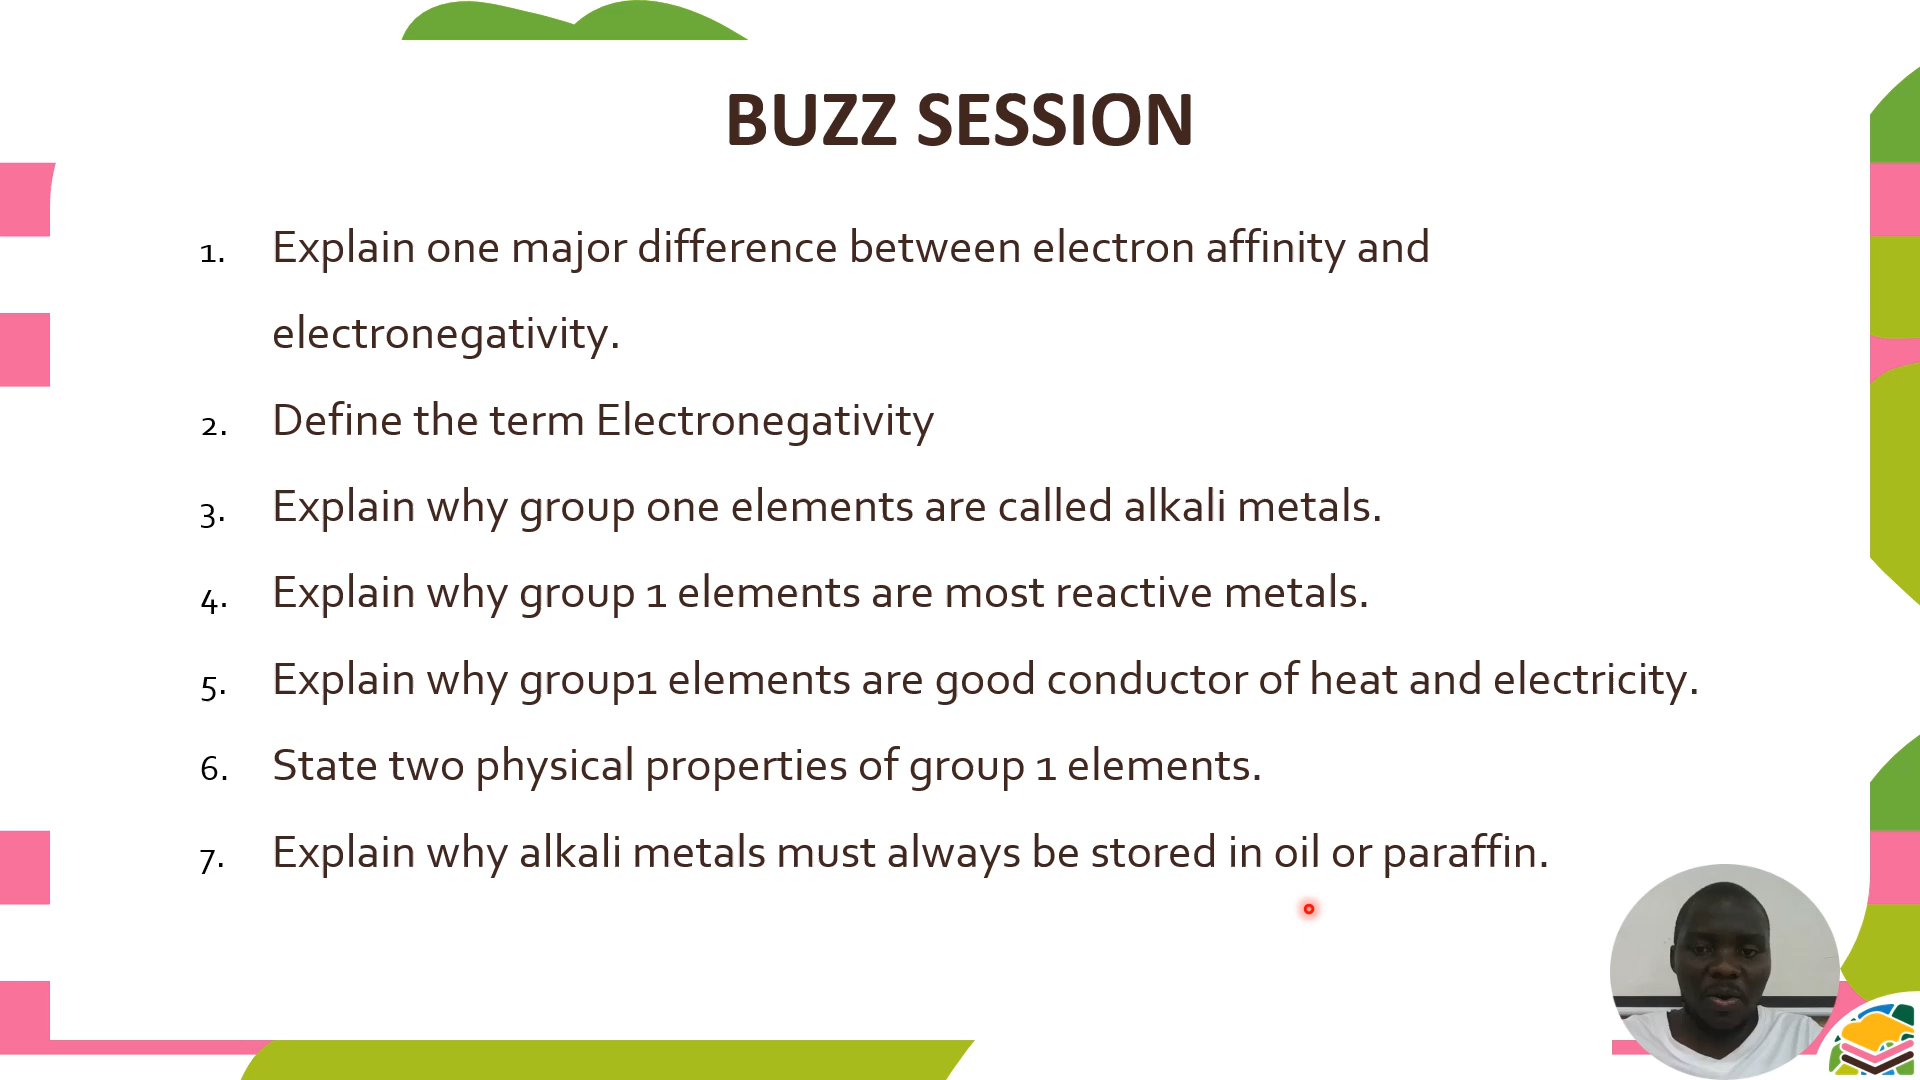 BUZZ SESSION
1. Explain one major difference between electron affinity and
electronegativity.
2. Define the term Electronegativity
3. Explain why group one elements are called alkali metals.
4. Explain why group 1 elements are most reactive metals.
5. Explain why group1 elements are good conductor of heat and electricity.
6. State two physical properties of group 1 elements.
7. Explain why alkali metals must always be stored in oil or paraffin.